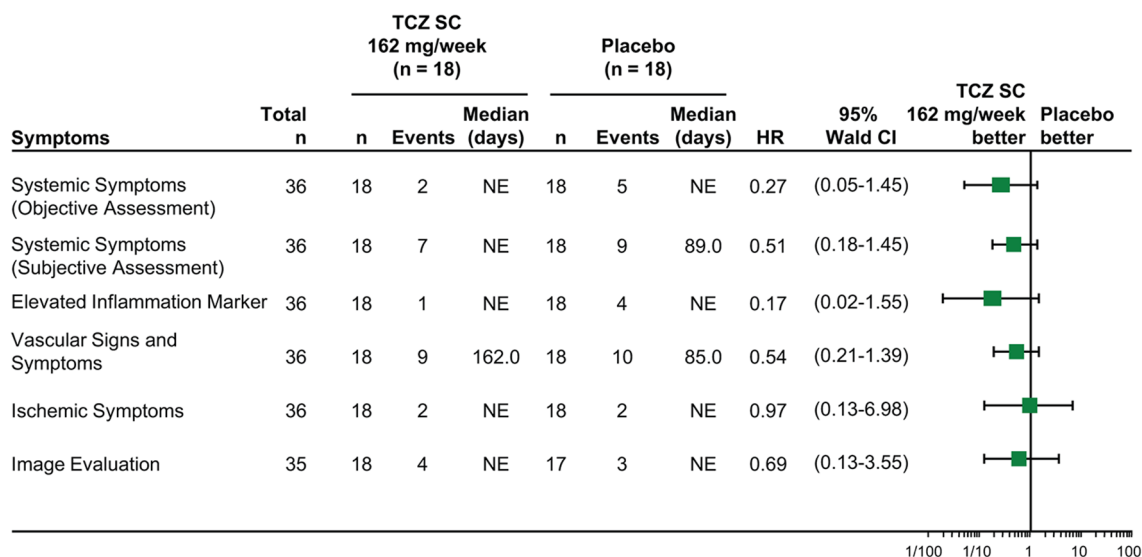 TCZ SC
162 mg/week
(n = 18)
Placebo
(n = 18)
TCZ SC
162 mg/week
better
Placebo
better
Symptoms
Total
n
n
Events
Median
(days)
n
Events
Median
(days)
HR
95%
Wald CI
Systemic Symptoms
(Objective Assessment)
36 18 2 NE 18 5 NE 0.27 (0.05-1.45)
Systemic Symptoms
(Subjective Assessment)
36 18 7 NE 18 9 89.0 0.51 (0.18-1.45)
Elevated Inflammation Marker 36 18 1 NE 18 4 NE 0.17 (0.02-1.55)
Vascular Signs and
Symptoms
36 18 9 162.0 18 10 85.0 0.54 (0.21-1.39)
Ischemic Symptoms 36 18 2 NE 18 2 NE 0.97 (0.13-6.98)
Image Evaluation 35 18 4 NE 17 3 NE 0.69 (0.13-3.55)
1/100 1/10 1 10 100